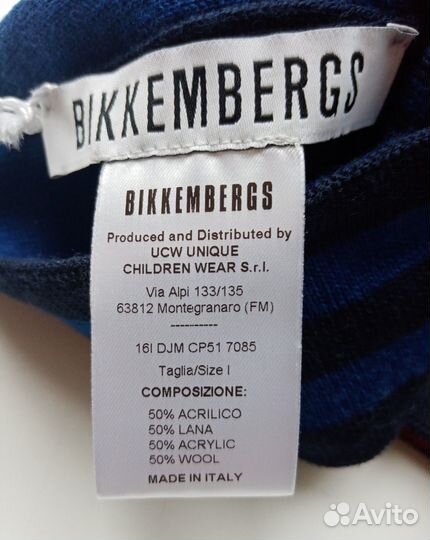 BIKKEMBERGS
BIKKEMBERGS
Produced and Distributed by
UCW UNIQUE
CHILDREN WEAR S.r.l.
Via Alpi 133/135
63812 Montegranaro (FM)
----------
16I DJM CP51 7085
Taglia/Size I
COMPOSIZIONE:
50% ACRILICO
50% LANA
50% ACRYLIC
50% WOOL
MADE IN ITALY
Avito